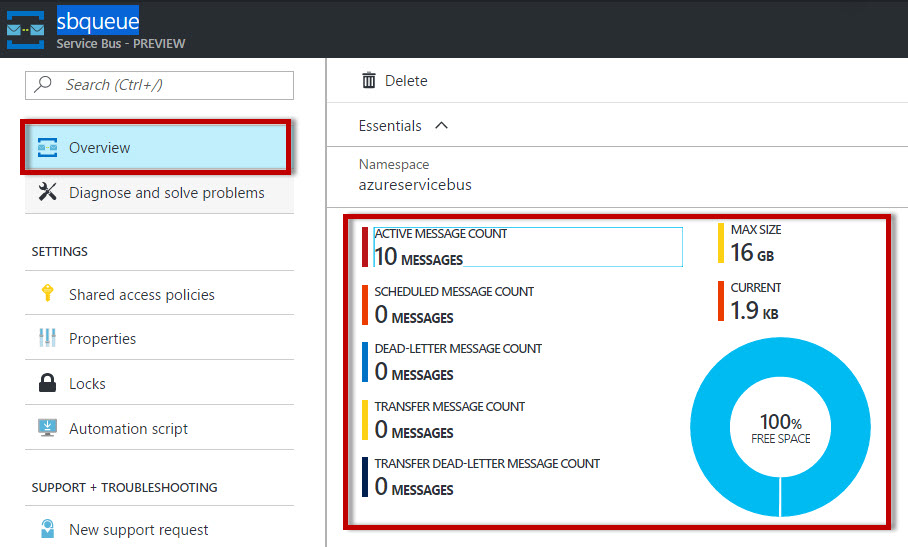 sbqueue
Service Bus - PREVIEW
Search (Ctrl+/)
Overview
Diagnose and solve problems
SETTINGS
Shared access policies
Properties
Locks
Automation script
SUPPORT + TROUBLESHOOTING
New support request
Delete
Essentials
Namespace
azureservicebus
ACTIVE MESSAGE COUNT
10 MESSAGES
SCHEDULED MESSAGE COUNT
0 MESSAGES
DEAD-LETTER MESSAGE COUNT
0 MESSAGES
TRANSFER MESSAGE COUNT
0 MESSAGES
TRANSFER DEAD-LETTER MESSAGE COUNT
0 MESSAGES
MAX SIZE
16 GB
CURRENT
1.9 KB
100%
FREE SPACE